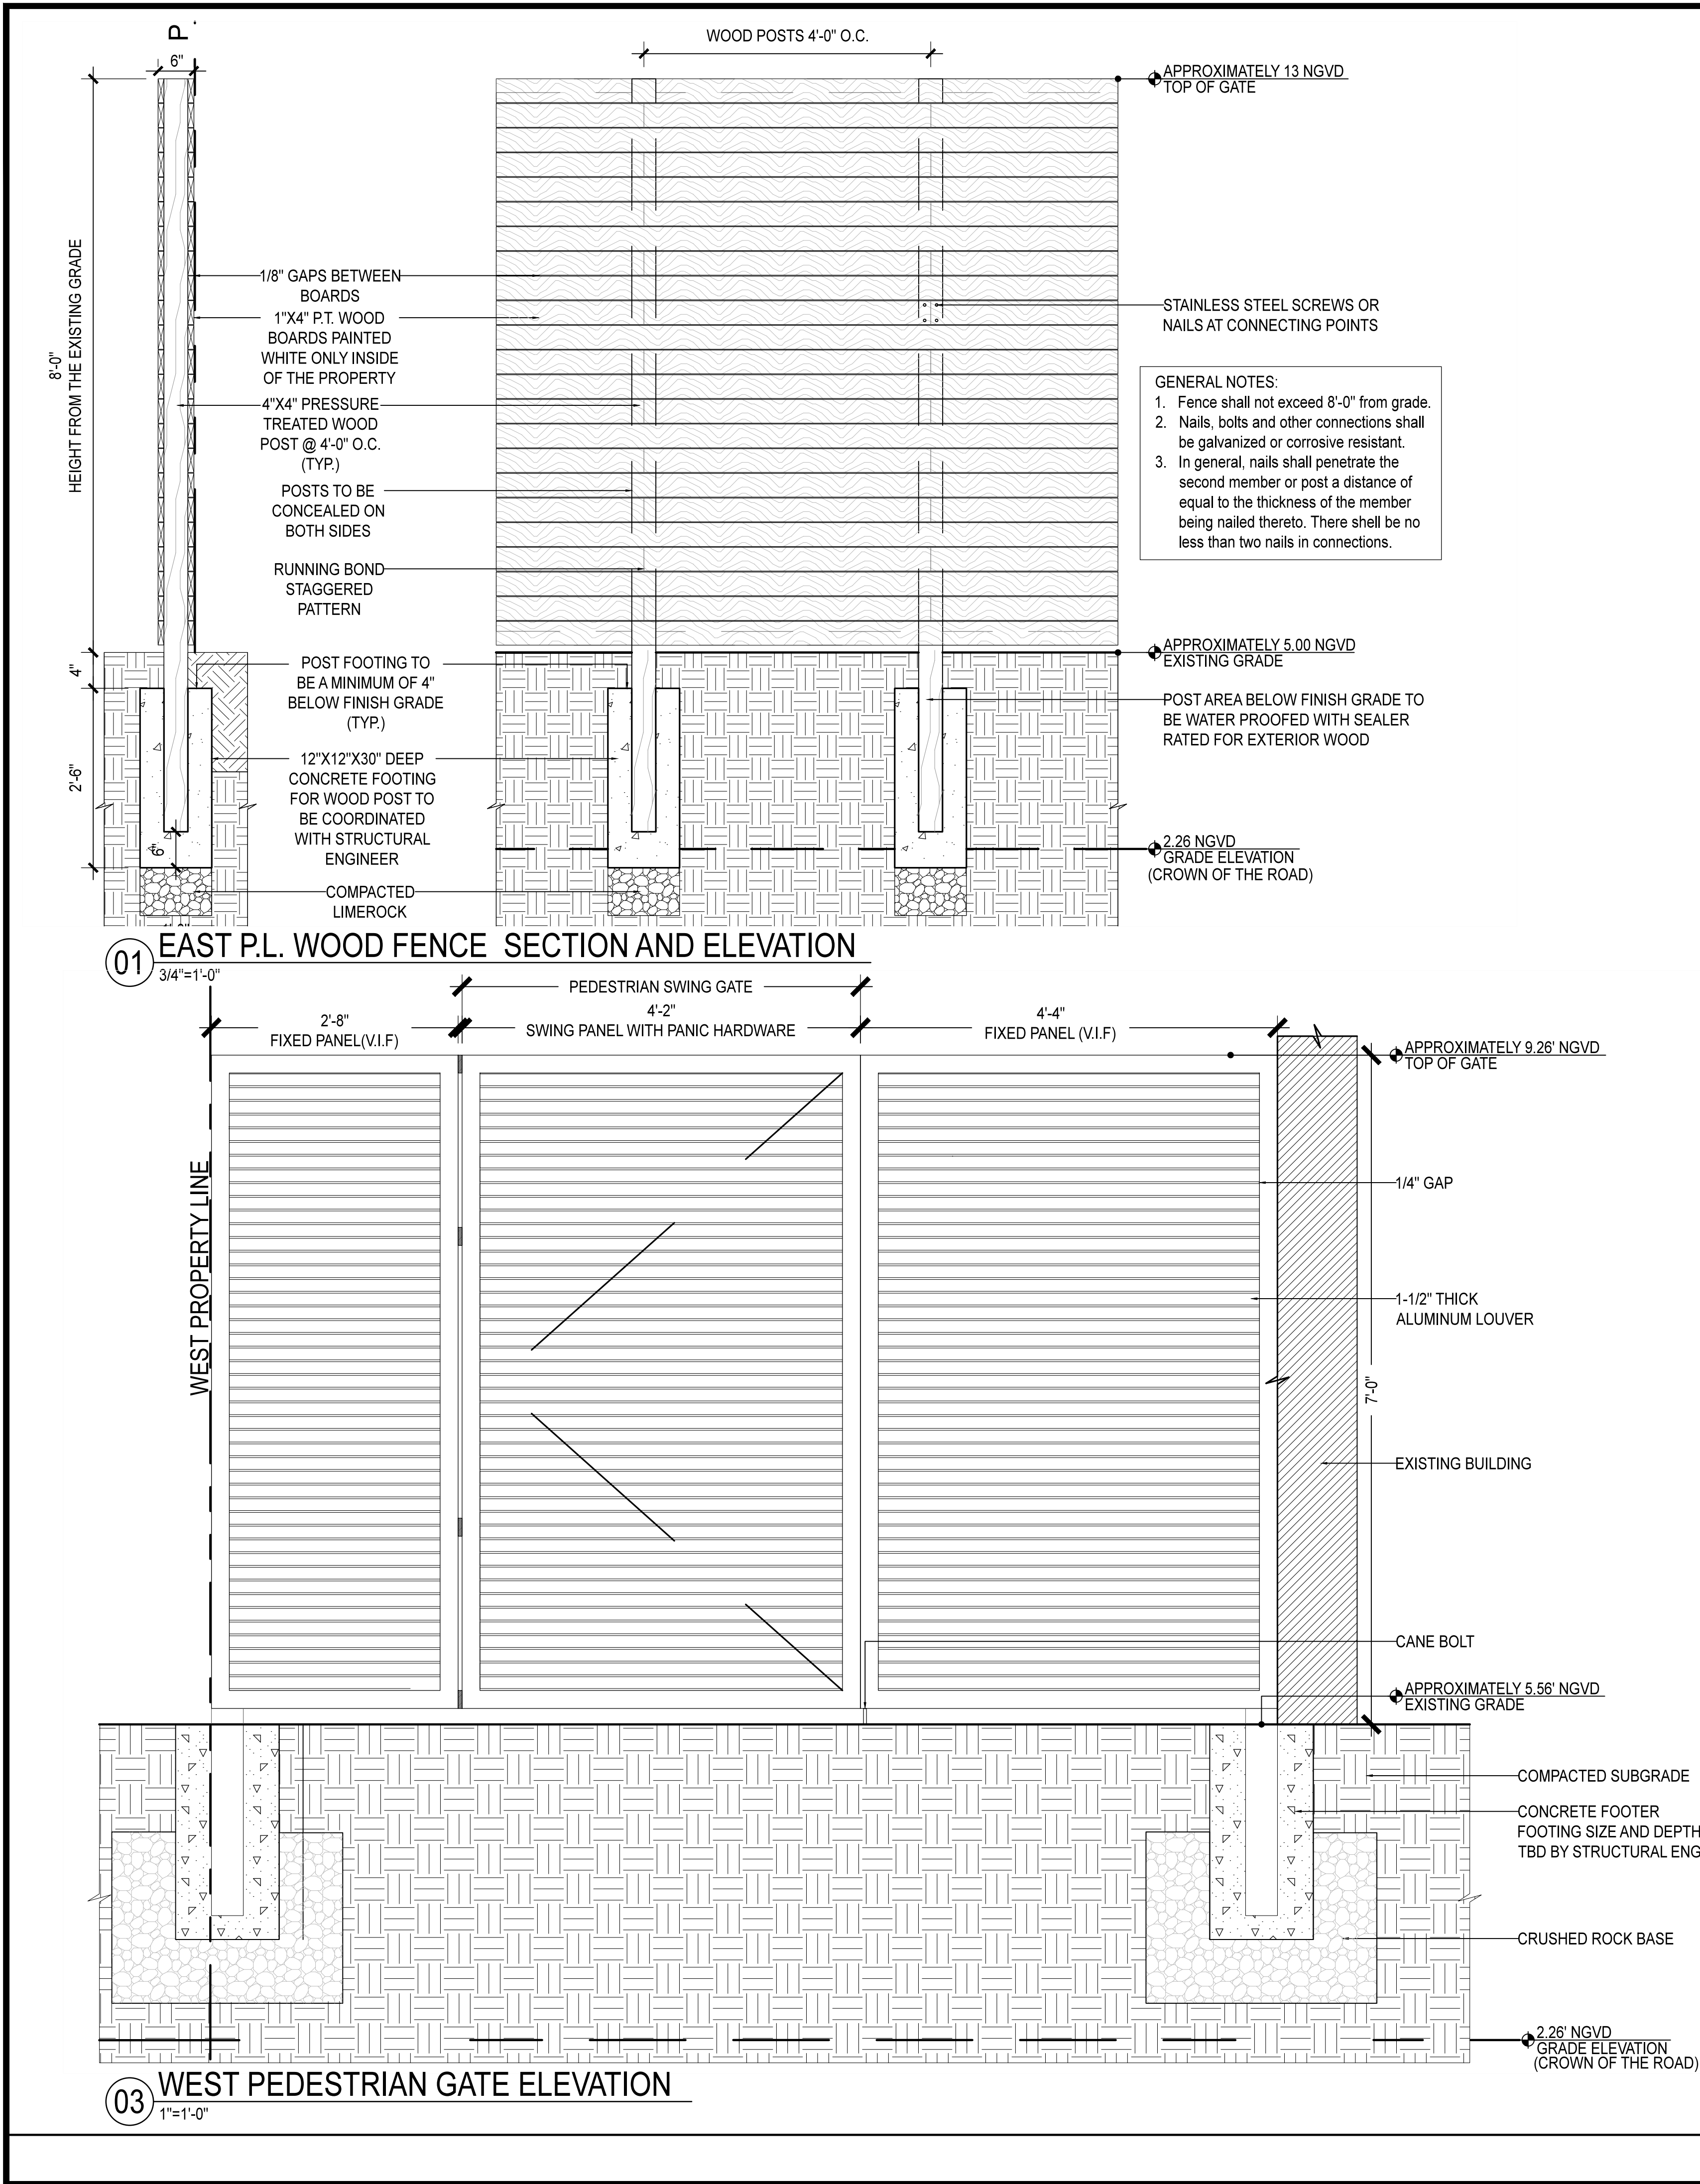 P.
6"
WOOD POSTS 4'-0" O.C.
APPROXIMATELY 13 NGVD
TOP OF GATE
8'-0"
HEIGHT FROM THE EXISTING GRADE
1/8" GAPS BETWEEN
BOARDS
1"X4" P.T. WOOD
BOARDS PAINTED
WHITE ONLY INSIDE
OF THE PROPERTY
4"X4" PRESSURE
TREATED WOOD
POST @ 4'-0" O.C.
(TYP.)
POSTS TO BE
CONCEALED ON
BOTH SIDES
RUNNING BOND
STAGGERED
PATTERN
STAINLESS STEEL SCREWS OR
NAILS AT CONNECTING POINTS
GENERAL NOTES:
1. Fence shall not exceed 8'-0" from grade.
2. Nails, bolts and other connections shall
be galvanized or corrosive resistant.
3. In general, nails shall penetrate the
second member or post a distance of
equal to the thickness of the member
being nailed thereto. There shell be no
less than two nails in connections.
APPROXIMATELY 5.00 NGVD
EXISTING GRADE
4"
2'-6"
6"
POST FOOTING TO
BE A MINIMUM OF 4"
BELOW FINISH GRADE
(TYP.)
12"X12"X30" DEEP
CONCRETE FOOTING
FOR WOOD POST TO
BE COORDINATED
WITH STRUCTURAL
ENGINEER
COMPACTED
LIMEROCK
POST AREA BELOW FINISH GRADE TO
BE WATER PROOFED WITH SEALER
RATED FOR EXTERIOR WOOD
2.26 NGVD
GRADE ELEVATION
(CROWN OF THE ROAD)
01 EAST P.L. WOOD FENCE SECTION AND ELEVATION
3/4"=1'-0"
PEDESTRIAN SWING GATE
2'-8"
FIXED PANEL(V.I.F)
4'-2"
SWING PANEL WITH PANIC HARDWARE
4'-4"
FIXED PANEL (V.I.F)
APPROXIMATELY 9.26' NGVD
TOP OF GATE
WEST PROPERTY LINE
1/4" GAP
1-1/2" THICK
ALUMINUM LOUVER
7'-0"
EXISTING BUILDING
CANE BOLT
APPROXIMATELY 5.56' NGVD
EXISTING GRADE
COMPACTED SUBGRADE
CONCRETE FOOTER
FOOTING SIZE AND DEPTH
TBD BY STRUCTURAL ENG
CRUSHED ROCK BASE
2.26' NGVD
GRADE ELEVATION
(CROWN OF THE ROAD)
03 WEST PEDESTRIAN GATE ELEVATION
1"=1'-0"